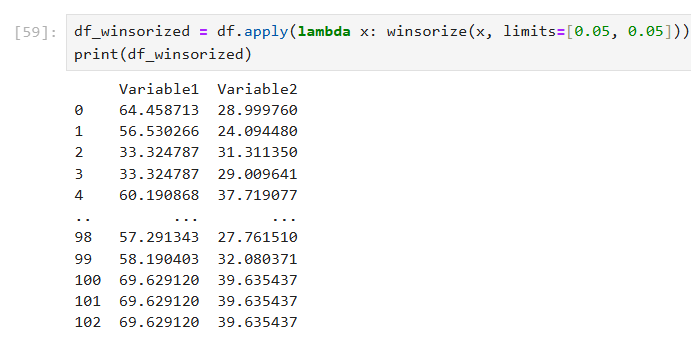 [59]: df_winsorized = df.apply(lambda x: winsorize(x, limits=[0.05, 0.05]))
print(df_winsorized)
Variable1 Variable2
0 64.458713 28.999760
1 56.530266 24.094480
2 33.324787 31.311350
3 33.324787 29.009641
4 60.190868 37.719077
.. ... ...
98 57.291343 27.761510
99 58.190403 32.080371
100 69.629120 39.635437
101 69.629120 39.635437
102 69.629120 39.635437